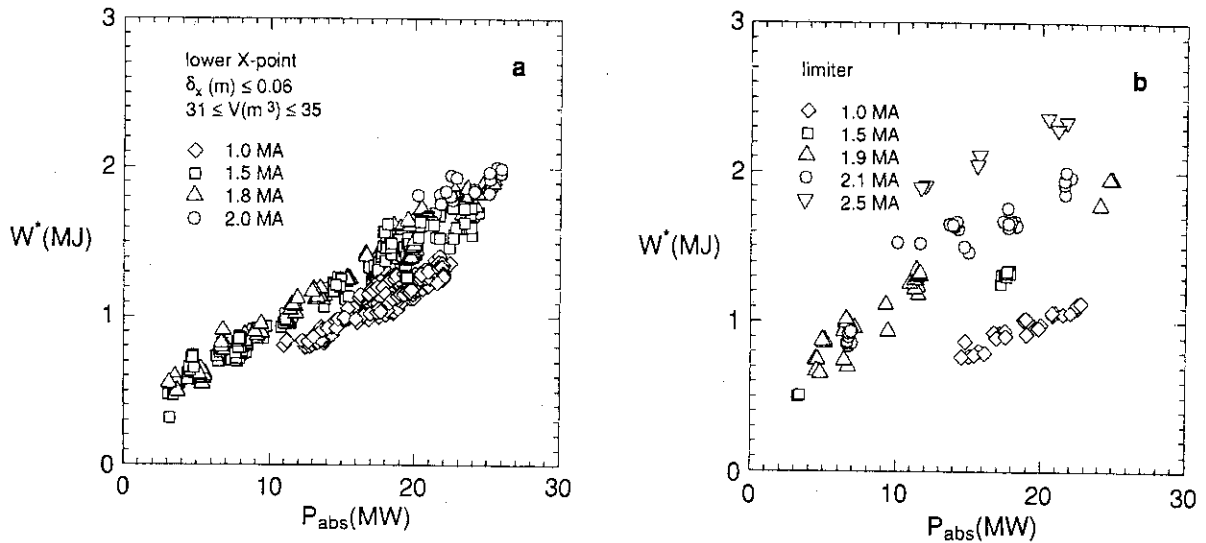 3
2
1
0
W*(MJ)
lower X-point
δx (m) ≤ 0.06
31 ≤ V(m³) ≤ 35
a
◇ 1.0 MA
□ 1.5 MA
△ 1.8 MA
○ 2.0 MA
0 10 20 30
Pabs(MW)
3
2
1
0
W*(MJ)
limiter
b
◇ 1.0 MA
□ 1.5 MA
△ 1.9 MA
○ 2.1 MA
▽ 2.5 MA
0 10 20 30
Pabs(MW)